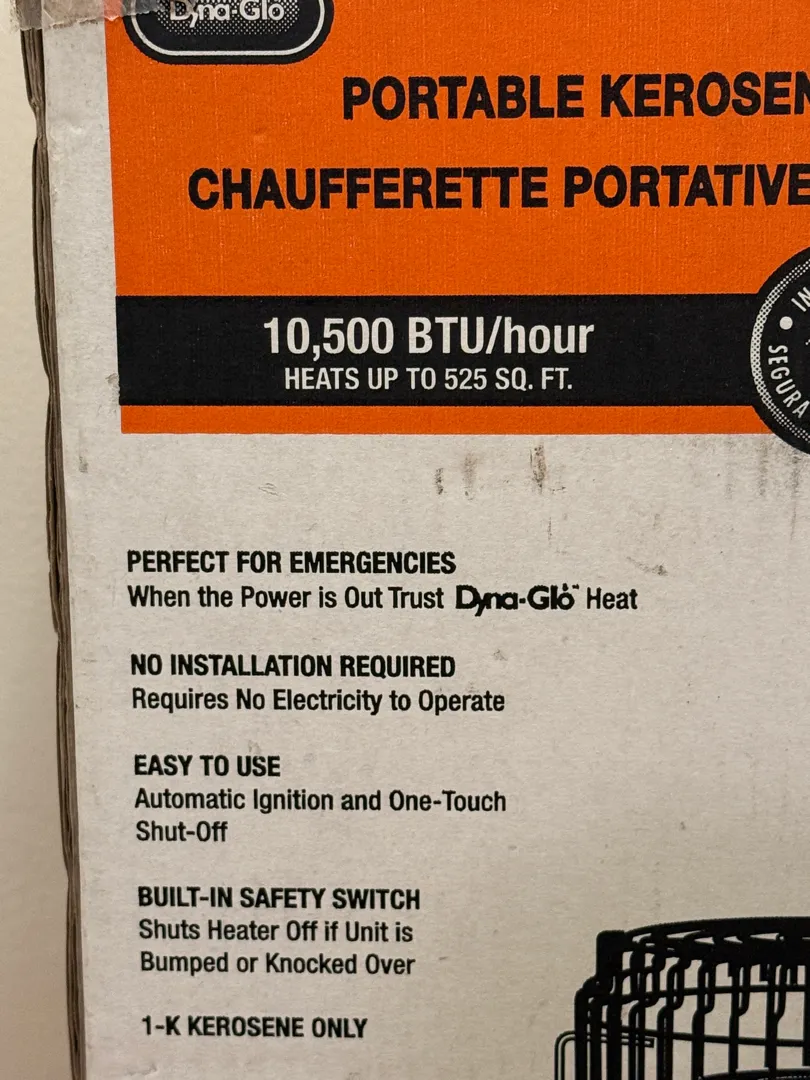 Dyna-Glo
PORTABLE KEROSEN
CHAUFFERETTE PORTATIVE
10,500 BTU/hour
HEATS UP TO 525 SQ. FT.
IN
SEGURA
PERFECT FOR EMERGENCIES
When the Power is Out Trust Dyna-Glo™ Heat
NO INSTALLATION REQUIRED
Requires No Electricity to Operate
EASY TO USE
Automatic Ignition and One-Touch
Shut-Off
BUILT-IN SAFETY SWITCH
Shuts Heater Off if Unit is
Bumped or Knocked Over
1-K KEROSENE ONLY